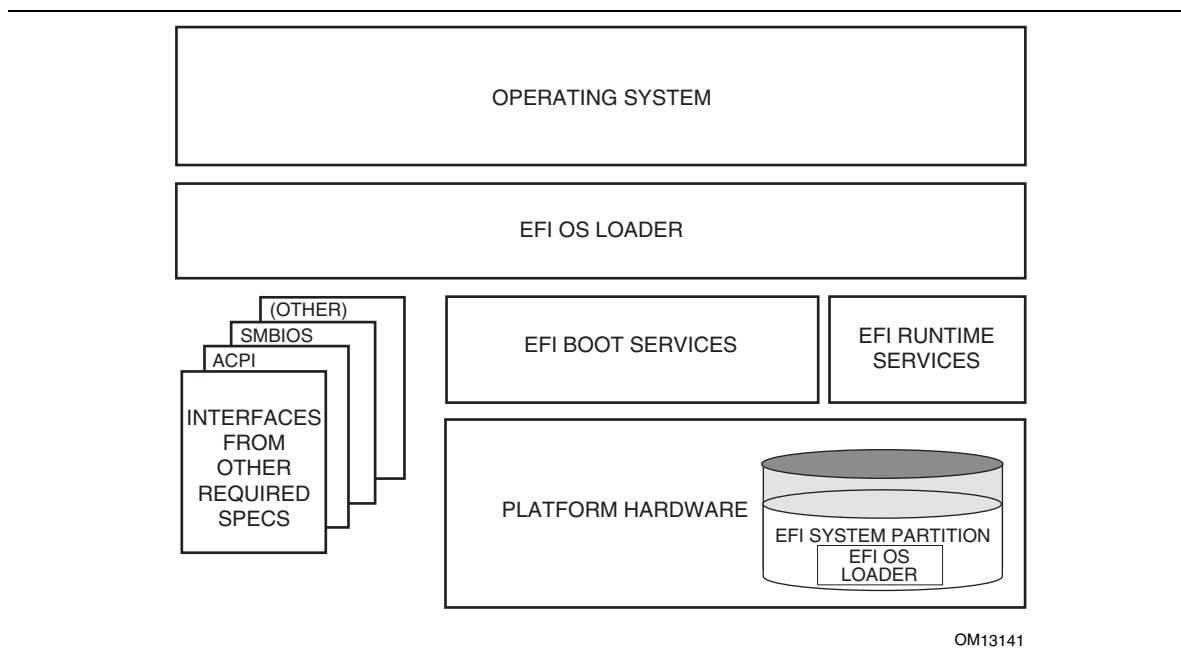 OPERATING SYSTEM
EFI OS LOADER
(OTHER)
SMBIOS
ACPI
INTERFACES
FROM
OTHER
REQUIRED
SPECS
EFI BOOT SERVICES
EFI RUNTIME
SERVICES
PLATFORM HARDWARE
EFI SYSTEM PARTITION
EFI OS
LOADER
OM13141